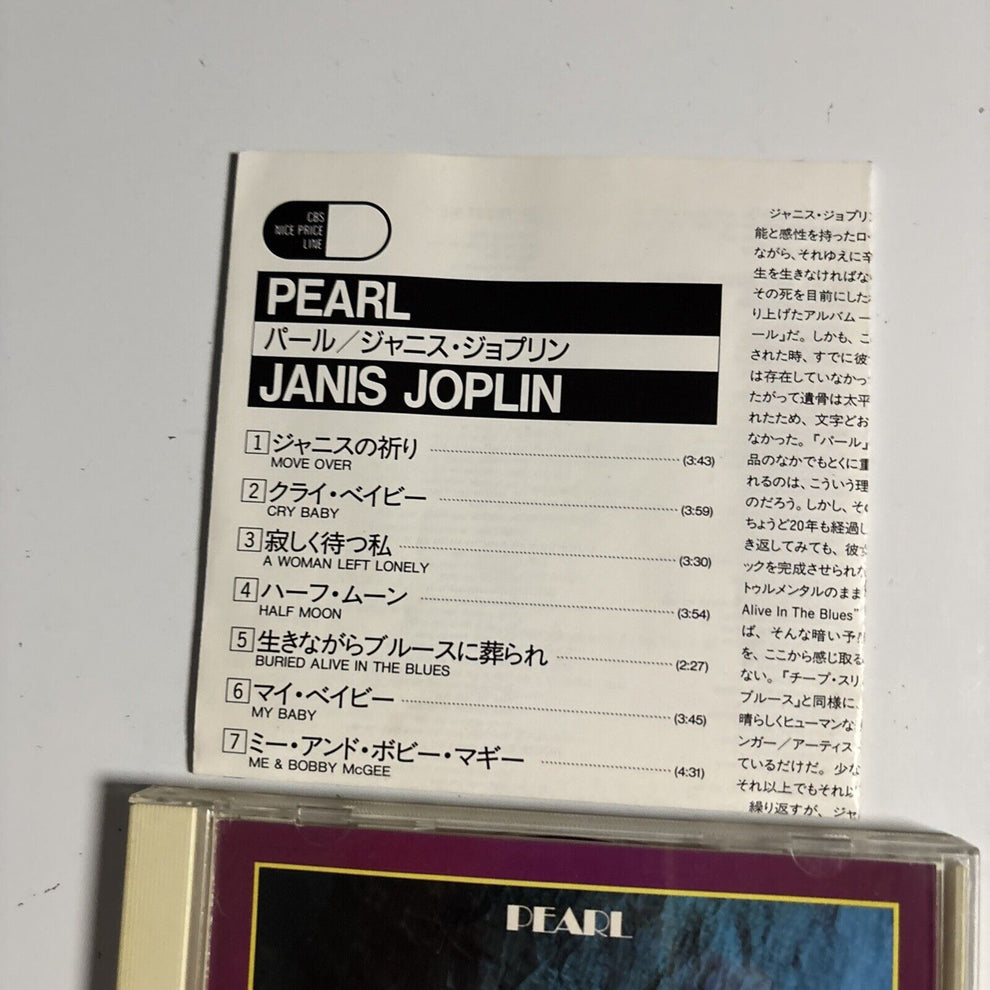 CBS
NICE PRICE
LINE
PEARL
パール／ジャニス・ジョプリン
JANIS JOPLIN
1 ジャニスの祈り (3:43)
MOVE OVER
2 クライ・ベイビー (3:59)
CRY BABY
3 寂しく待つ私 (3:30)
A WOMAN LEFT LONELY
4 ハーフ・ムーン (3:54)
HALF MOON
5 生きながらブルースに葬られ (2:27)
BURIED ALIVE IN THE BLUES
6 マイ・ベイビー (3:45)
MY BABY
7 ミー・アンド・ボビー・マギー (4:31)
ME & BOBBY McGEE
ジャニス・ジョプリ
能と感性を持ったロ
ながら、それゆえに辛
生を生きなければな
その死を目前にした
り上げたアルバム
ール」だ。しかも、こ
された時、すでに彼
は存在していなかっ
たがって遺骨は太平
れたため、文字どお
なかった。『パール』
品のなかでもとくに重
れるのは、こういう理
のだろう。しかし、そ
ちょうど20年も経過し
き返してみても、彼女
ックを完成させられな
トゥルメンタルのまま
Alive In The Blues”
ば、そんな暗い予
を、ここから感じ取る
ない。『チープ・スリ
ブルース」と同様に、
晴らしくヒューマンな
ンガー／アーティス
ているだけだ。少な
それ以上でもそれ以
繰り返すが、ジャ
PEARL